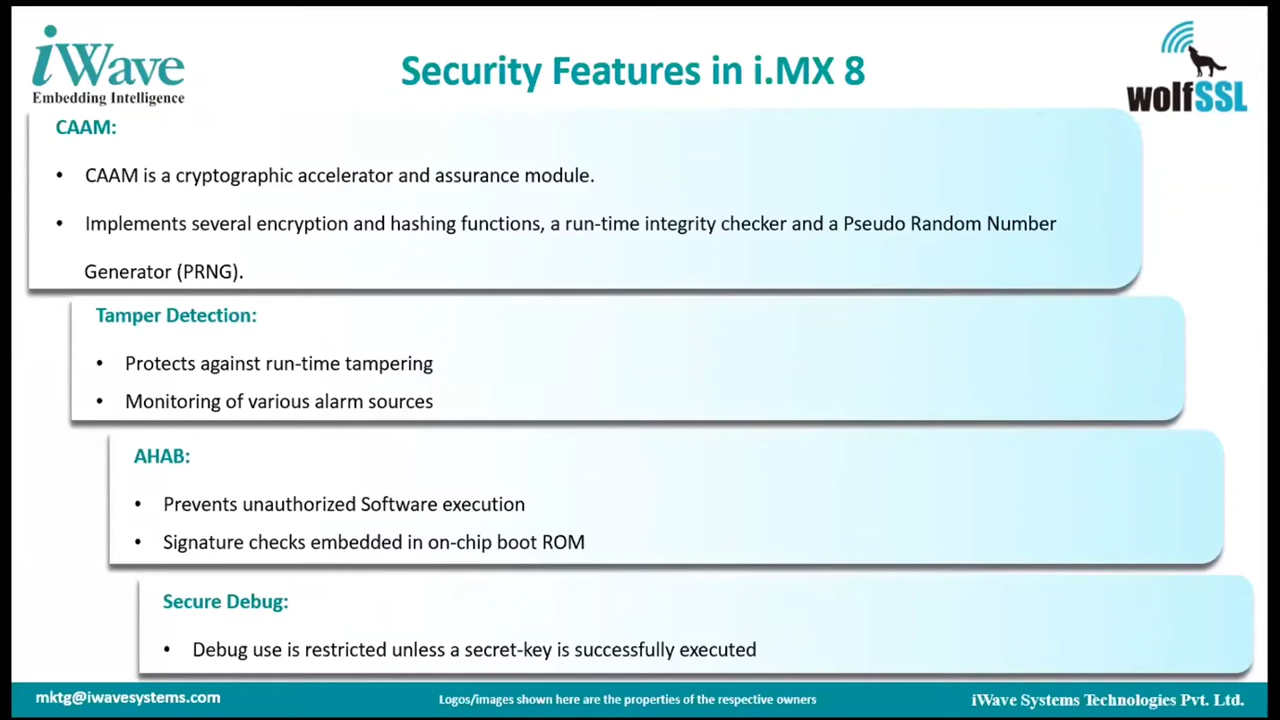 iWave
Embedding Intelligence
Security Features in i.MX 8
wolfSSL
CAAM:
• CAAM is a cryptographic accelerator and assurance module.
• Implements several encryption and hashing functions, a run-time integrity checker and a Pseudo Random Number
Generator (PRNG).
Tamper Detection:
• Protects against run-time tampering
• Monitoring of various alarm sources
AHAB:
• Prevents unauthorized Software execution
• Signature checks embedded in on-chip boot ROM
Secure Debug:
• Debug use is restricted unless a secret-key is successfully executed
mktg@iwavesystems.com
Logos/images shown here are the properties of the respective owners
iWave Systems Technologies Pvt. Ltd.